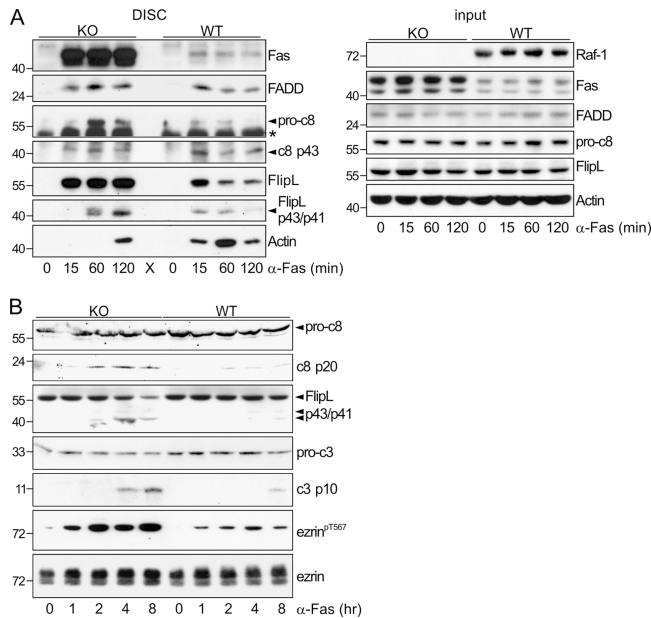 A
DISC
KO WT
40 Fas
24 FADD
55 pro-c8
*
40 c8 p43
55 FlipL
40 FlipL
p43/p41
40 Actin
0 15 60 120 X 0 15 60 120 α-Fas (min)
input
KO WT
72 Raf-1
40 Fas
24 FADD
55 pro-c8
55 FlipL
40 Actin
0 15 60 120 0 15 60 120 α-Fas (min)
B
KO WT
55 pro-c8
24 c8 p20
55 FlipL
40 p43/p41
33 pro-c3
11 c3 p10
72 ezrin pT567
72 ezrin
0 1 2 4 8 0 1 2 4 8 α-Fas (hr)